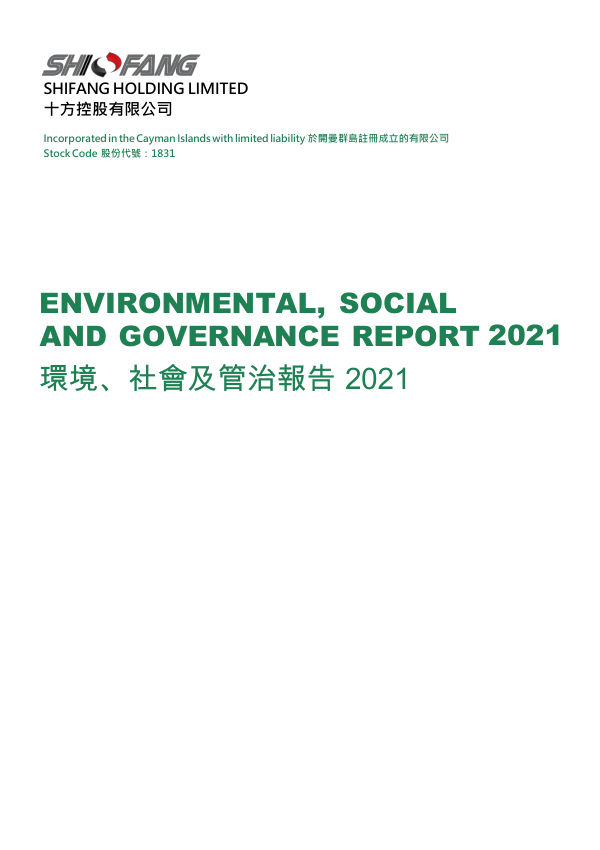 SHIFANG
SHIFANG HOLDING LIMITED
十方控股有限公司
Incorporated in the Cayman Islands with limited liability 於開曼群島註冊成立的有限公司
Stock Code 股份代號：1831
ENVIRONMENTAL, SOCIAL
AND GOVERNANCE REPORT 2021
環境、社會及管治報告 2021